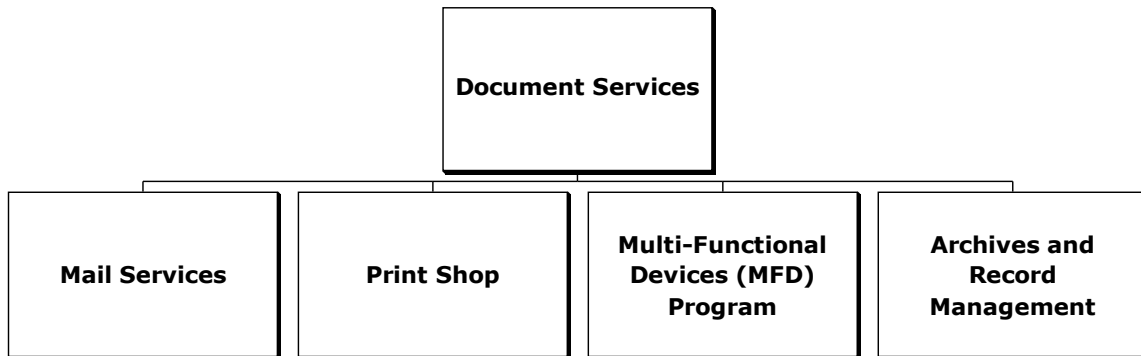 Document Services
Mail Services
Print Shop
Multi-Functional
Devices (MFD)
Program
Archives and
Record
Management